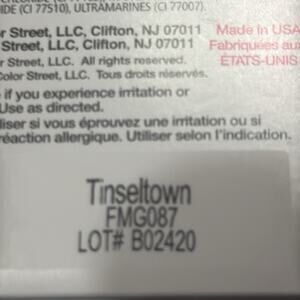 DE (CI 77510), ULTRAMARINES (CI 77007).
r Street, LLC, Clifton, NJ 07011 Made in USA
Street, LLC, Clifton, NJ 07011 Fabriquées aux
r Street, LLC. All rights reserved. ÉTATS-UNIS
Color Street, LLC. Tous droits réservés.
e if you experience irritation or
Use as directed.
liser si vous éprouvez une irritation ou si
réaction allergique. Utiliser selon l'indication.
Tinseltown
FMG087
LOT# B02420